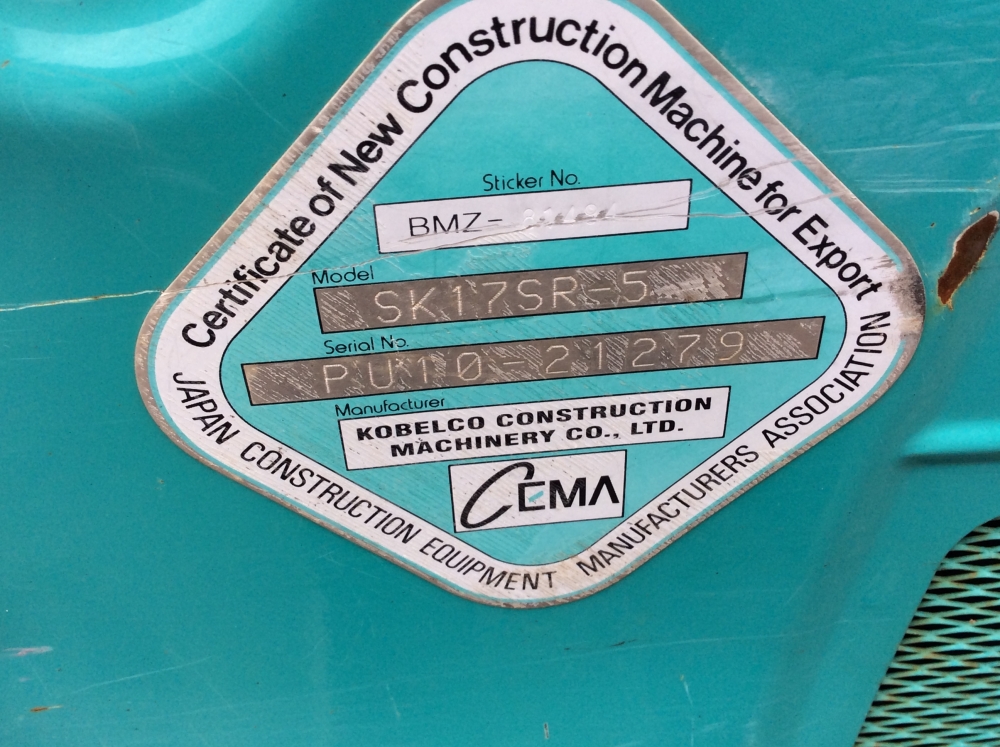 Certificate of New Construction Machine for Export
Sticker No.
BMZ-
Model
SK17SR-5
Serial No.
PU10-21279
Manufacturer
KOBELCO CONSTRUCTION
MACHINERY CO., LTD.
CEMA
JAPAN CONSTRUCTION EQUIPMENT MANUFACTURERS ASSOCIATION